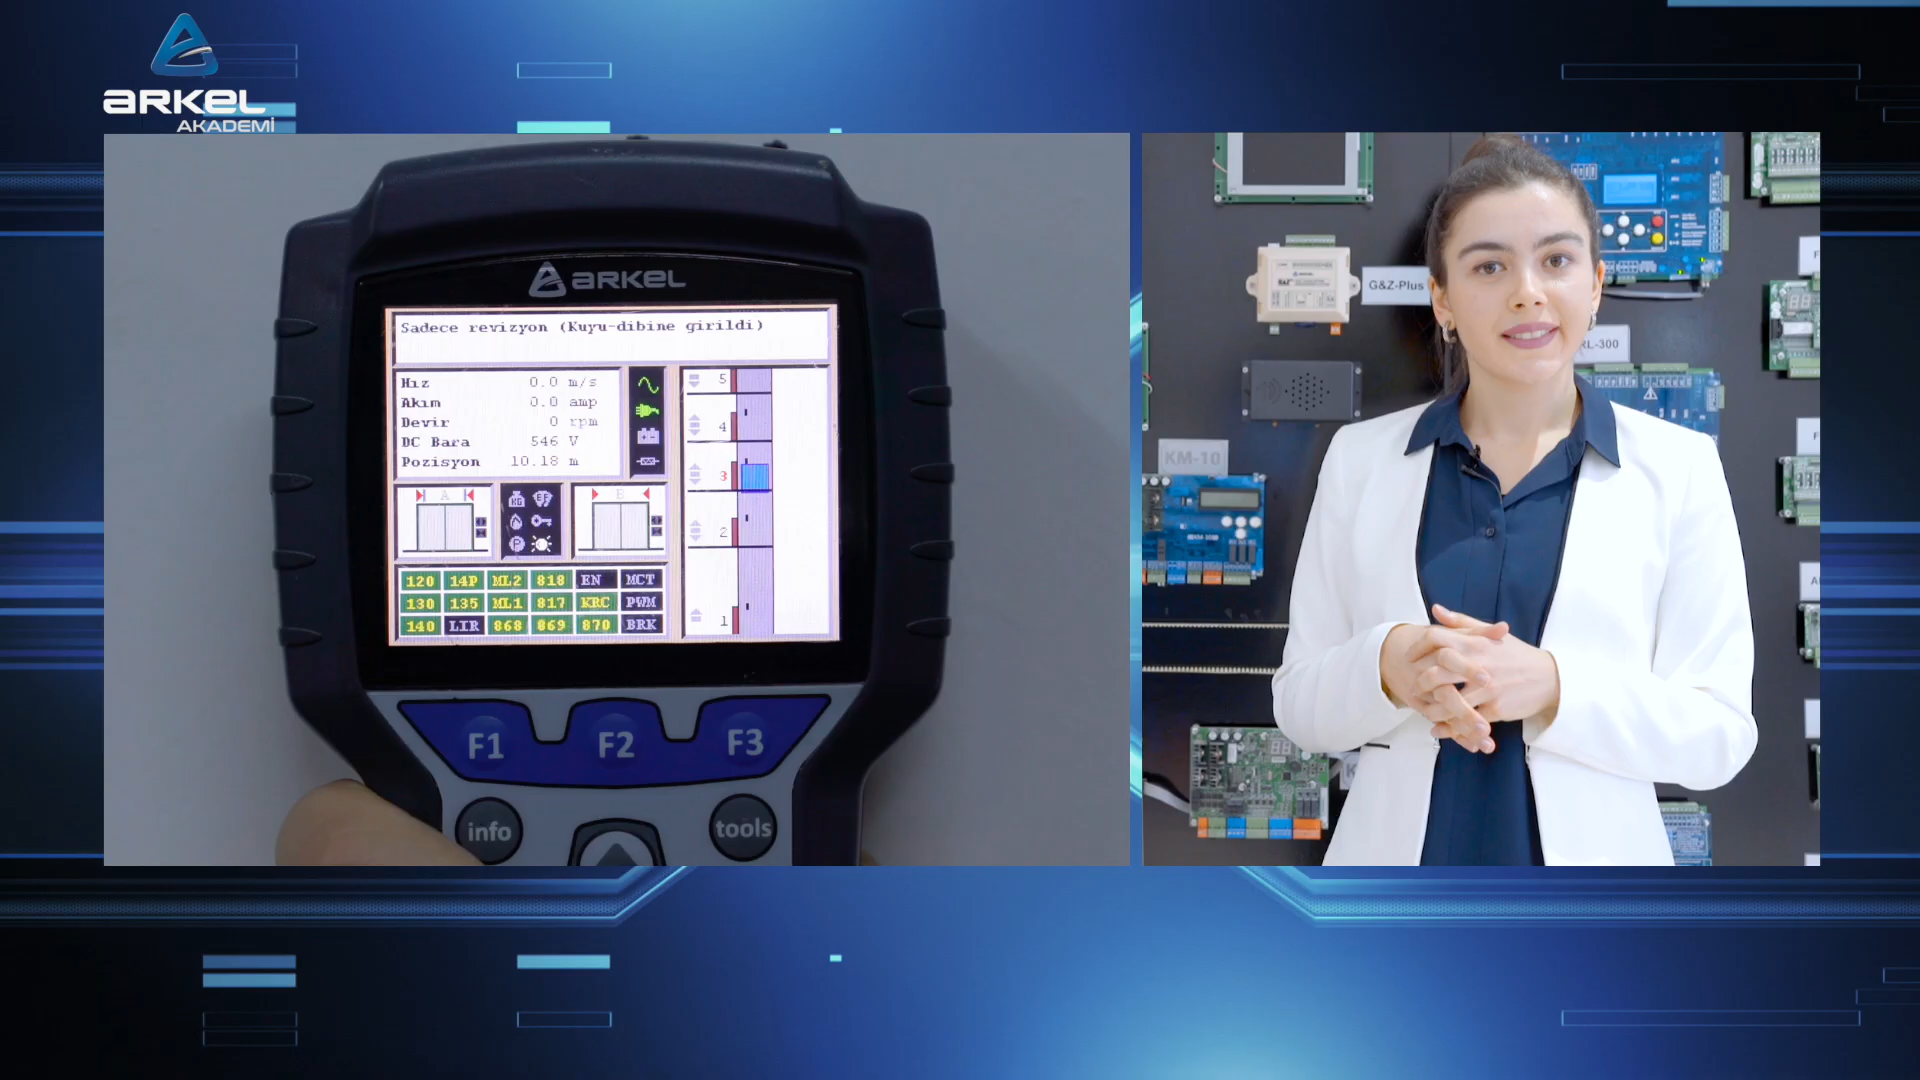 ARKEL
AKADEMİ
ARKEL
Sadece revizyon (Kuyu-dibine girildi)
Hız 0.0 m/s
Akım 0.0 amp
Devir 0 rpm
DC Bara 546 V
Pozisyon 10.18 m
A
KG
P
B
5
4
3
2
1
120 14P ML2 818 EN MCT
130 135 ML1 817 KRC PWM
140 LIR 868 869 870 BRK
F1 F2 F3
info
tools
G&Z-Plus
RL-300
KM-10